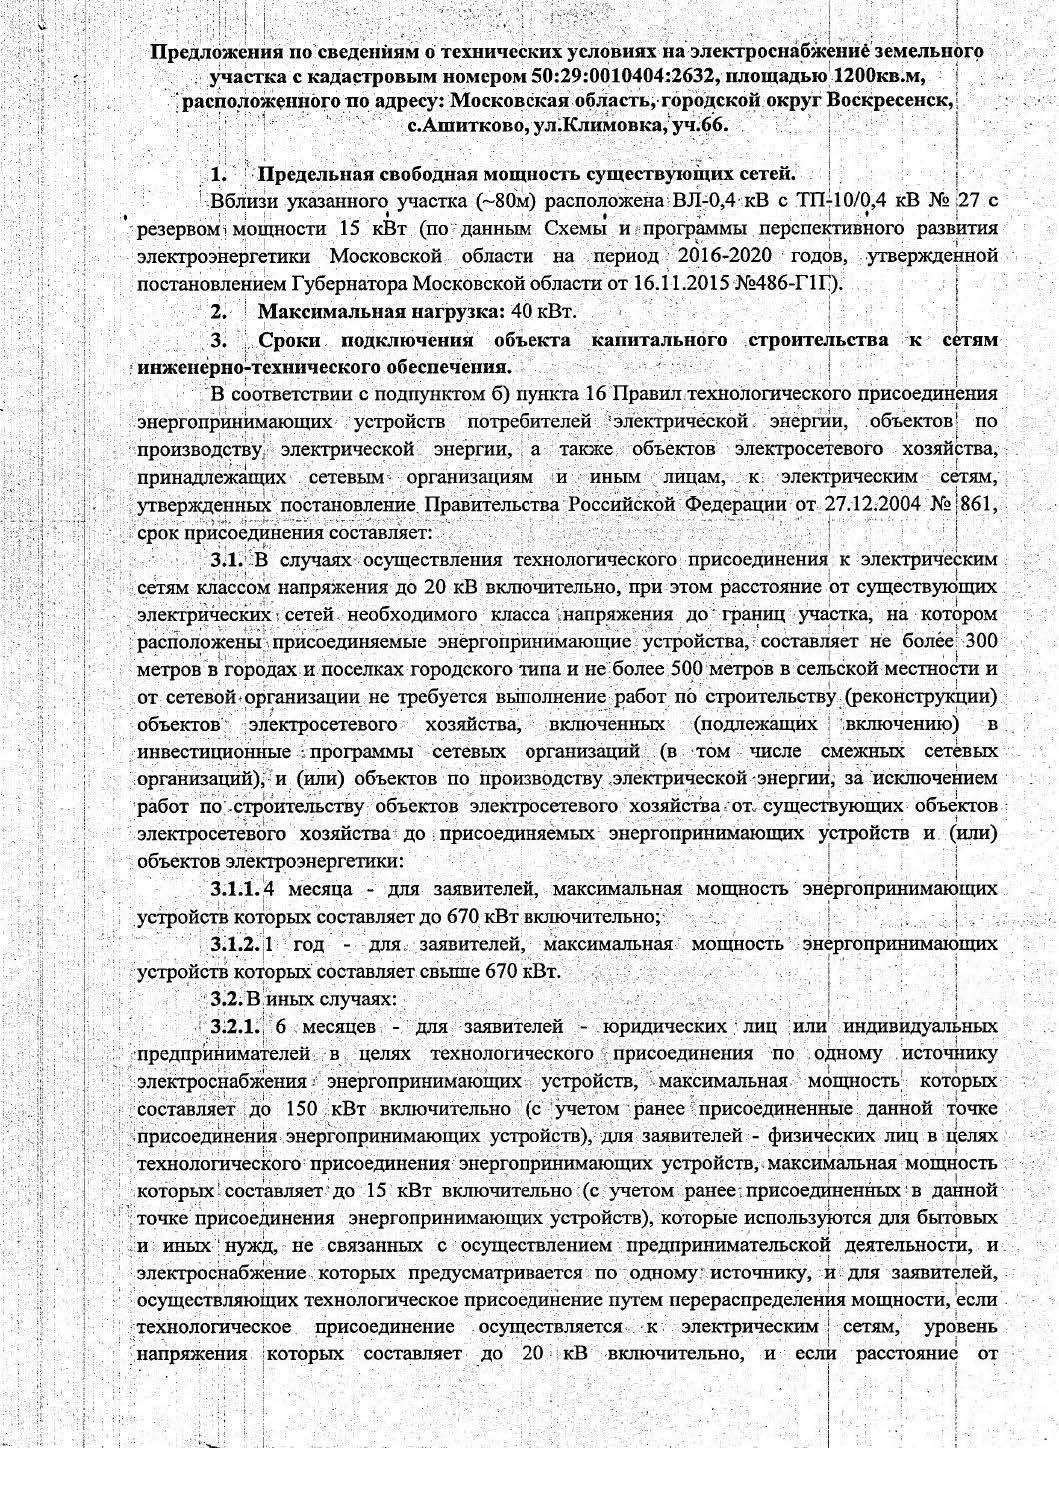 Предложения по сведениям о технических условиях на электроснабжение земельного
участка с кадастровым номером 50:29:0010404:2632, площадью 1200кв.м,
расположенного по адресу: Московская область, городской округ Воскресенск,
с.Ашитково, ул.Климовка, уч.66.
1. Предельная свободная мощность существующих сетей.
Вблизи указанного участка (~80м) расположена ВЛ-0,4 кВ с ТП-10/0,4 кВ № 27 с
резервом мощности 15 кВт (по данным Схемы и программы перспективного развития
электроэнергетики Московской области на период 2016-2020 годов, утвержденной
постановлением Губернатора Московской области от 16.11.2015 №486-Г1Г).
2. Максимальная нагрузка: 40 кВт.
3. Сроки подключения объекта капитального строительства к сетям
инженерно-технического обеспечения.
В соответствии с подпунктом б) пункта 16 Правил технологического присоединения
энергопринимающих устройств потребителей электрической энергии, объектов по
производству электрической энергии, а также объектов электросетевого хозяйства,
принадлежащих сетевым организациям и иным лицам, к электрическим сетям,
утвержденных постановление Правительства Российской Федерации от 27.12.2004 № 861,
срок присоединения составляет:
3.1. В случаях осуществления технологического присоединения к электрическим
сетям классом напряжения до 20 кВ включительно, при этом расстояние от существующих
электрических сетей необходимого класса напряжения до границ участка, на котором
расположены присоединяемые энергопринимающие устройства, составляет не более 300
метров в городах и поселках городского типа и не более 500 метров в сельской местности и
от сетевой организации не требуется выполнение работ по строительству (реконструкции)
объектов электросетевого хозяйства, включенных (подлежащих включению) в
инвестиционные программы сетевых организаций (в том числе смежных сетевых
организаций), и (или) объектов по производству электрической энергии, за исключением
работ по строительству объектов электросетевого хозяйства от существующих объектов
электросетевого хозяйства до присоединяемых энергопринимающих устройств и (или)
объектов электроэнергетики:
3.1.1. 4 месяца - для заявителей, максимальная мощность энергопринимающих
устройств которых составляет до 670 кВт включительно;
3.1.2. 1 год - для заявителей, максимальная мощность энергопринимающих
устройств которых составляет свыше 670 кВт.
3.2. В иных случаях:
3.2.1. 6 месяцев - для заявителей - юридических лиц или индивидуальных
предпринимателей в целях технологического присоединения по одному источнику
электроснабжения энергопринимающих устройств, максимальная мощность которых
составляет до 150 кВт включительно (с учетом ранее присоединенные данной точке
присоединения энергопринимающих устройств), для заявителей - физических лиц в целях
технологического присоединения энергопринимающих устройств, максимальная мощность
которых составляет до 15 кВт включительно (с учетом ранее присоединенных в данной
точке присоединения энергопринимающих устройств), которые используются для бытовых
и иных нужд, не связанных с осуществлением предпринимательской деятельности, и
электроснабжение которых предусматривается по одному источнику, и для заявителей,
осуществляющих технологическое присоединение путем перераспределения мощности, если
технологическое присоединение осуществляется к электрическим сетям, уровень
напряжения которых составляет до 20 кВ включительно, и если расстояние от